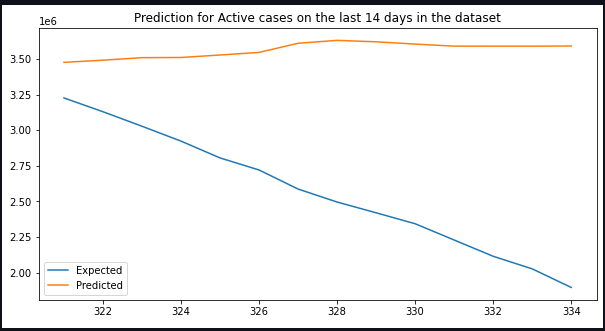 Prediction for Active cases on the last 14 days in the dataset
1e6
3.50
3.25
3.00
2.75
2.50
2.25
2.00
Expected
Predicted
322 324 326 328 330 332 334